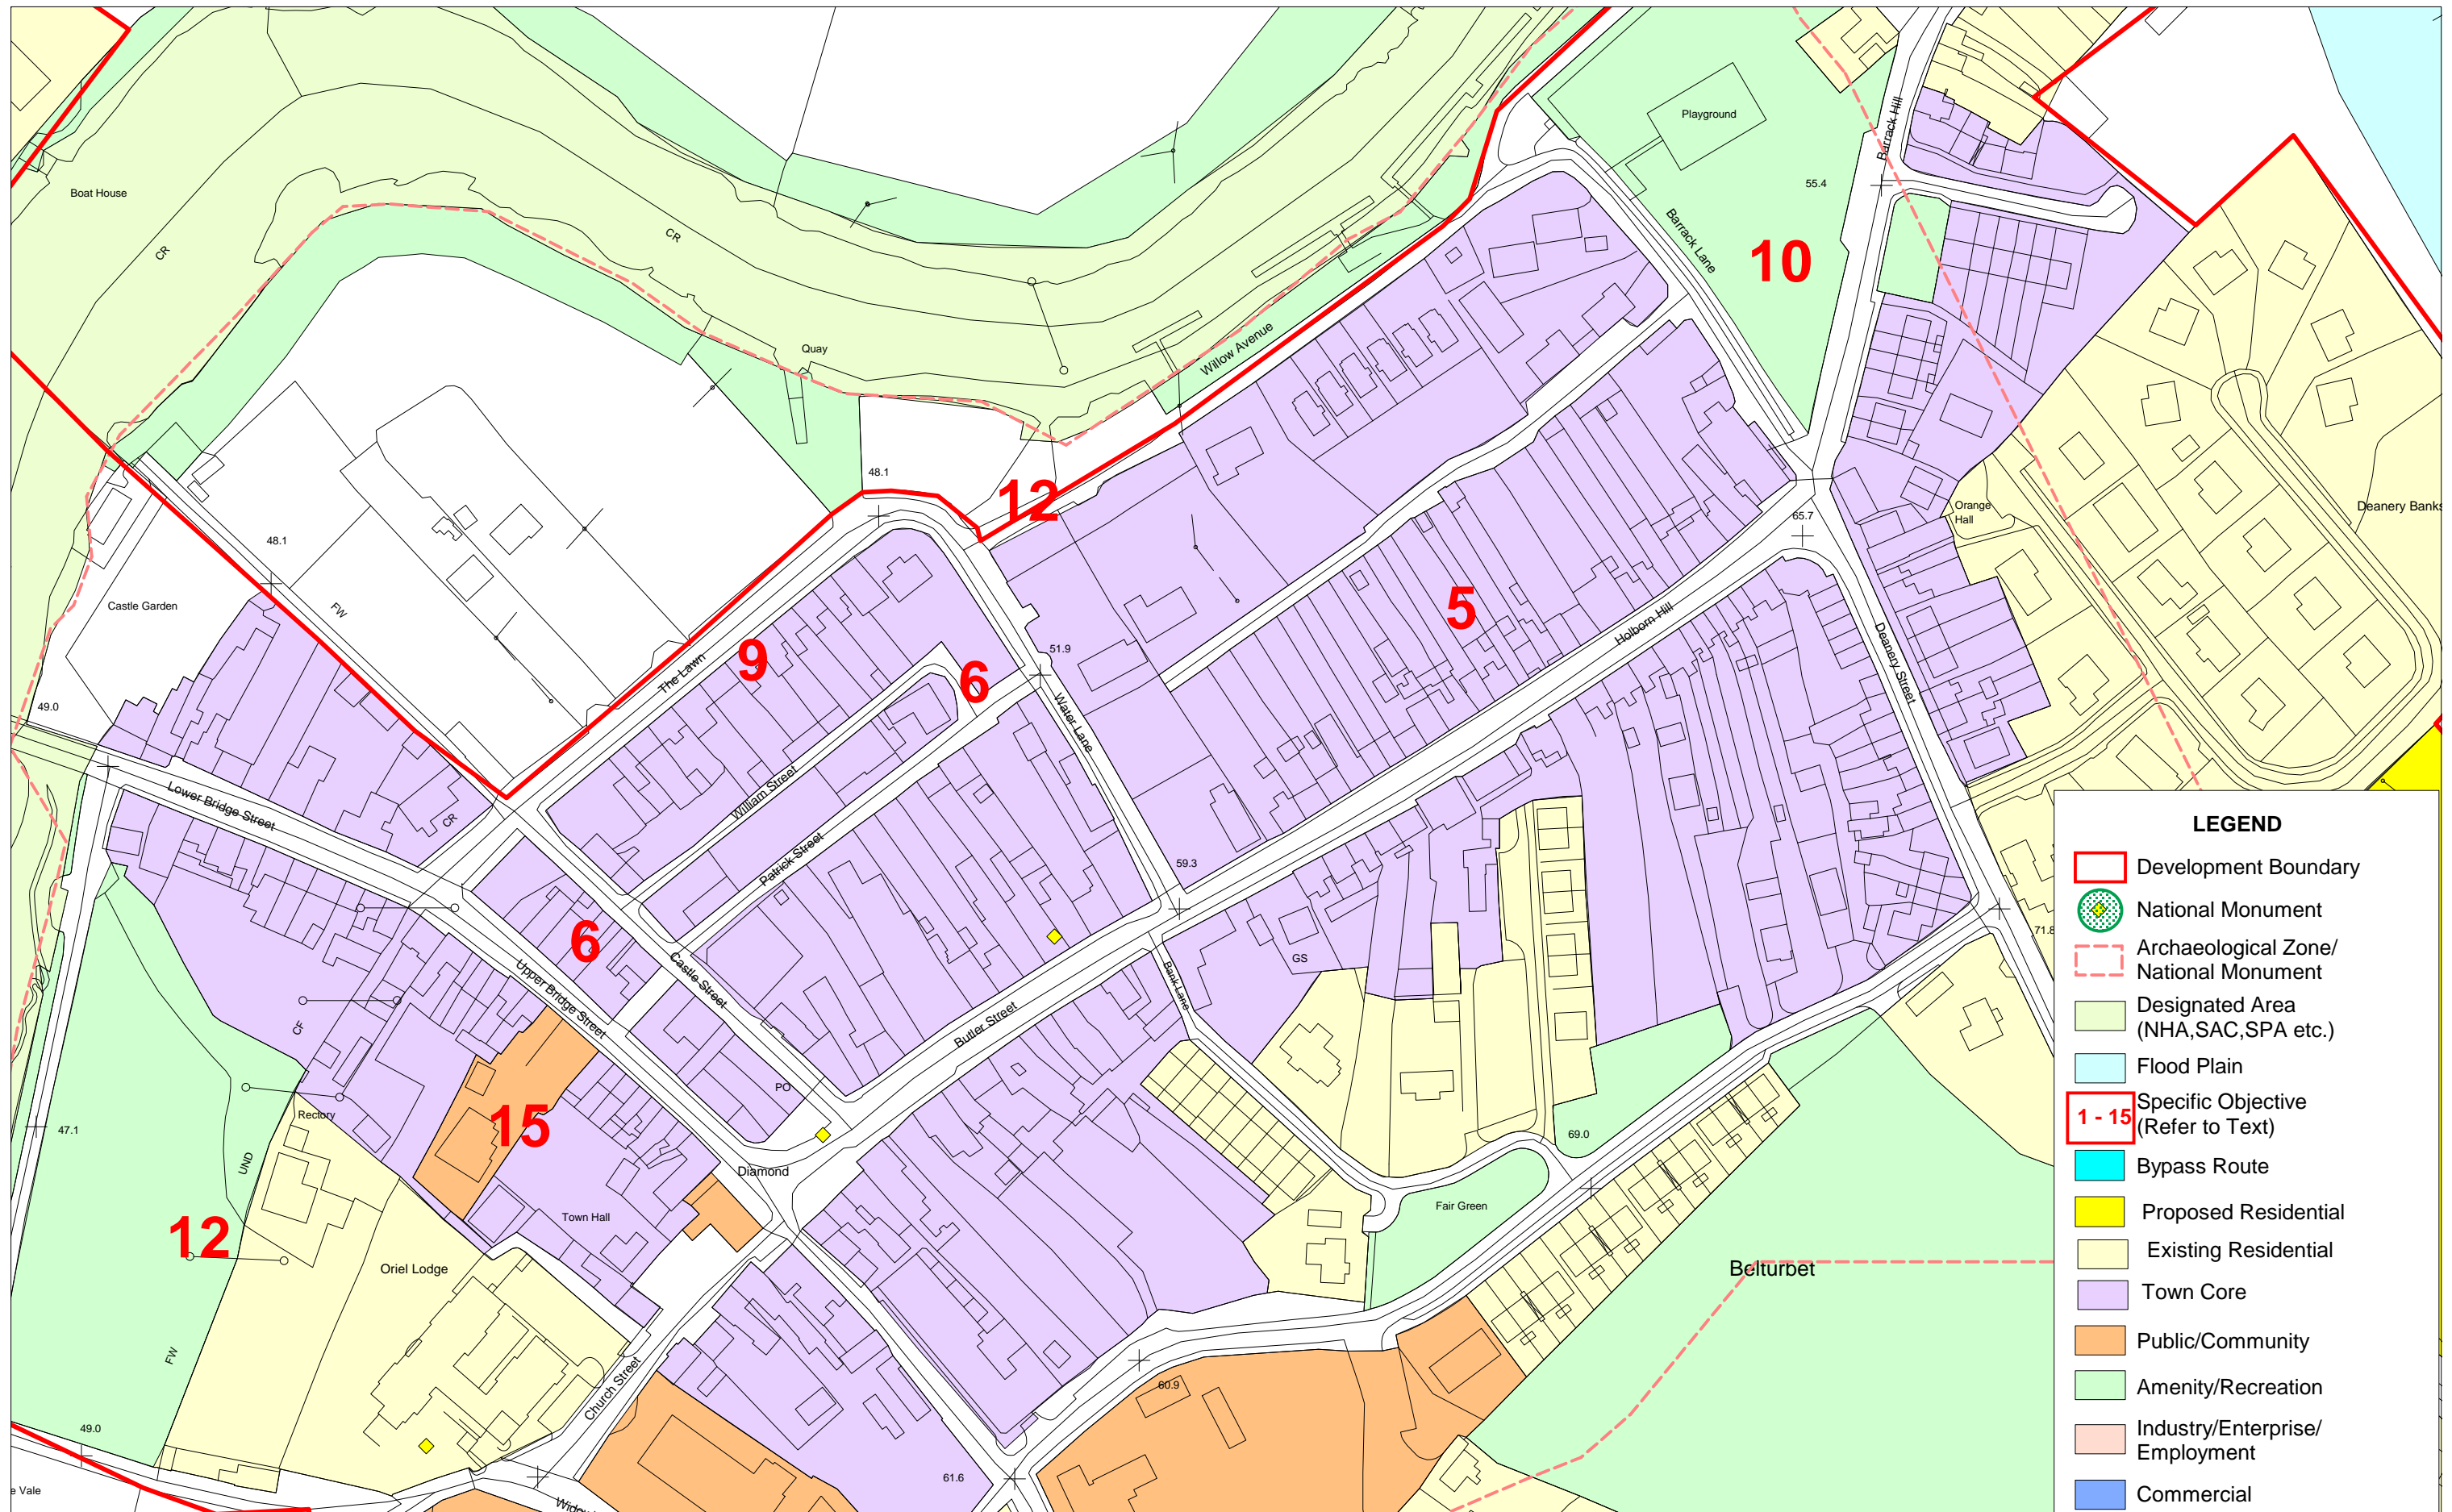 Playground
Barrack Hill
55.4
Boat House
CR
CR
Barrack Lane
10
Quay
Willow Avenue
48.1
12
48.1
Castle Garden
FW
Orange
Hall
Deanery Banks
65.7
5
Holborn Hill
51.9
The Lawn
9
6
Water Lane
Deanery Street
49.0
Lower Bridge Street
CR
William Street
Patrick Street
59.3
6
Upper Bridge Street
Castle Street
Butler Street
Bank Lane
GS
71.8
CF
PO
Rectory
15
47.1
UND
69.0
Diamond
Town Hall
Fair Green
12
Oriel Lodge
Belturbet
FW
Church Street
60.9
49.0
61.6
e Vale
LEGEND
Development Boundary
National Monument
Archaeological Zone/
National Monument
Designated Area
(NHA,SAC,SPA etc.)
Flood Plain
1 - 15
Specific Objective
(Refer to Text)
Bypass Route
Proposed Residential
Existing Residential
Town Core
Public/Community
Amenity/Recreation
Industry/Enterprise/
Employment
Commercial